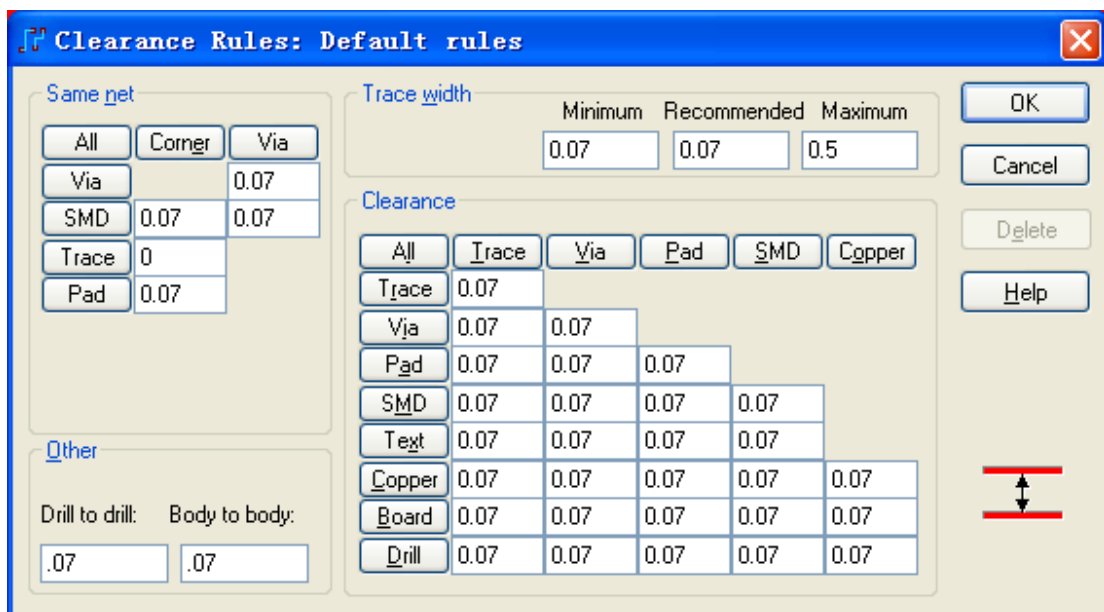 Clearance Rules: Default rules
Same net
All Corner Via
Via 0.07
SMD 0.07 0.07
Trace 0
Pad 0.07
Other
Drill to drill: Body to body:
.07 .07
Trace width
Minimum Recommended Maximum
0.07 0.07 0.5
Clearance
All Trace Via Pad SMD Copper
Trace 0.07
Via 0.07 0.07
Pad 0.07 0.07 0.07
SMD 0.07 0.07 0.07 0.07
Text 0.07 0.07 0.07 0.07
Copper 0.07 0.07 0.07 0.07 0.07
Board 0.07 0.07 0.07 0.07 0.07
Drill 0.07 0.07 0.07 0.07 0.07
OK
Cancel
Delete
Help